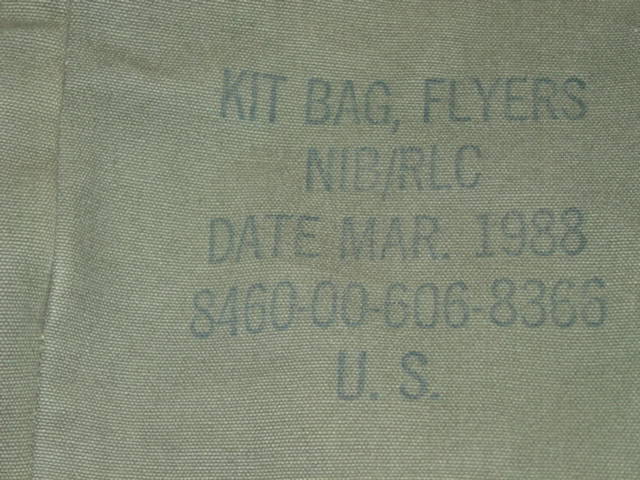 KIT BAG, FLYERS
NIB/RLC
DATE MAR. 1988
8460-00-606-8366
U. S.